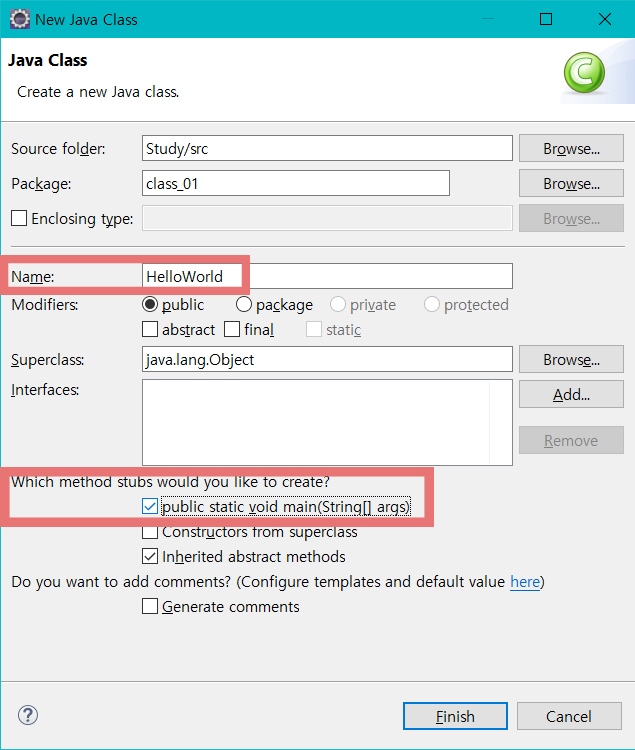 New Java Class
Java Class
Create a new Java class.
Source folder: Study/src Browse...
Package: class_01 Browse...
Enclosing type: Browse...
Name: HelloWorld
Modifiers: public package private protected
abstract final static
Superclass: java.lang.Object Browse...
Interfaces: Add...
Remove
Which method stubs would you like to create?
public static void main(String[] args)
Constructors from superclass
Inherited abstract methods
Do you want to add comments? (Configure templates and default value here)
Generate comments
? Finish Cancel